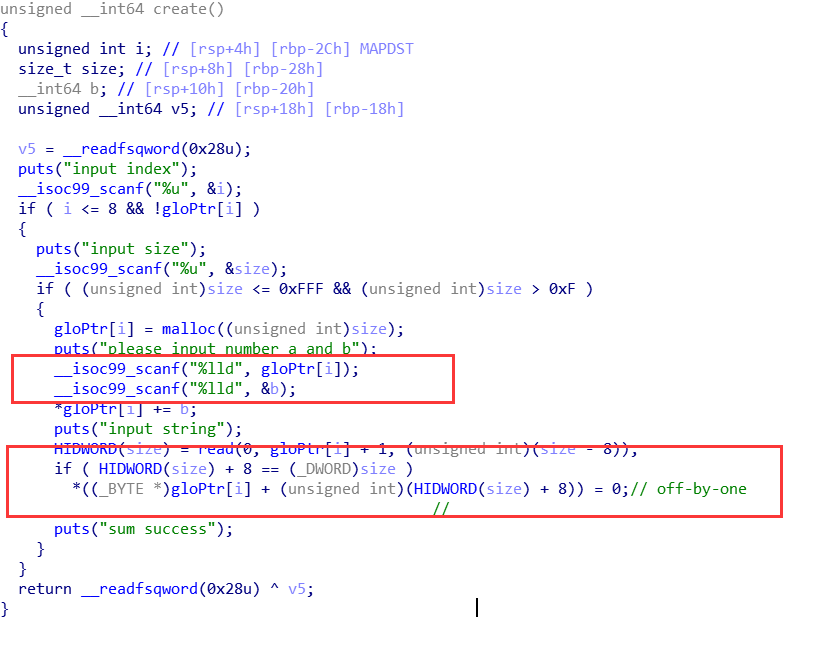 unsigned __int64 create()
{
  unsigned int i; // [rsp+4h] [rbp-2Ch] MAPDST
  size_t size; // [rsp+8h] [rbp-28h]
  __int64 b; // [rsp+10h] [rbp-20h]
  unsigned __int64 v5; // [rsp+18h] [rbp-18h]

  v5 = __readfsqword(0x28u);
  puts("input index");
  __isoc99_scanf("%u", &i);
  if ( i <= 8 && !gloPtr[i] )
  {
    puts("input size");
    __isoc99_scanf("%u", &size);
    if ( (unsigned int)size <= 0xFFF && (unsigned int)size > 0xF )
    {
      gloPtr[i] = malloc((unsigned int)size);
      puts("please input number a and b");
      __isoc99_scanf("%lld", gloPtr[i]);
      __isoc99_scanf("%lld", &b);
      *gloPtr[i] += b;
      puts("input string");
      HIDWORD(size) = read(0, gloPtr[i] + 1, (unsigned int)(size - 8));
      if ( HIDWORD(size) + 8 == (_DWORD)size )
        *((_BYTE *)gloPtr[i] + (unsigned int)(HIDWORD(size) + 8)) = 0;// off-by-one
                                              //
      puts("sum success");
    }
  }
  return __readfsqword(0x28u) ^ v5;
}